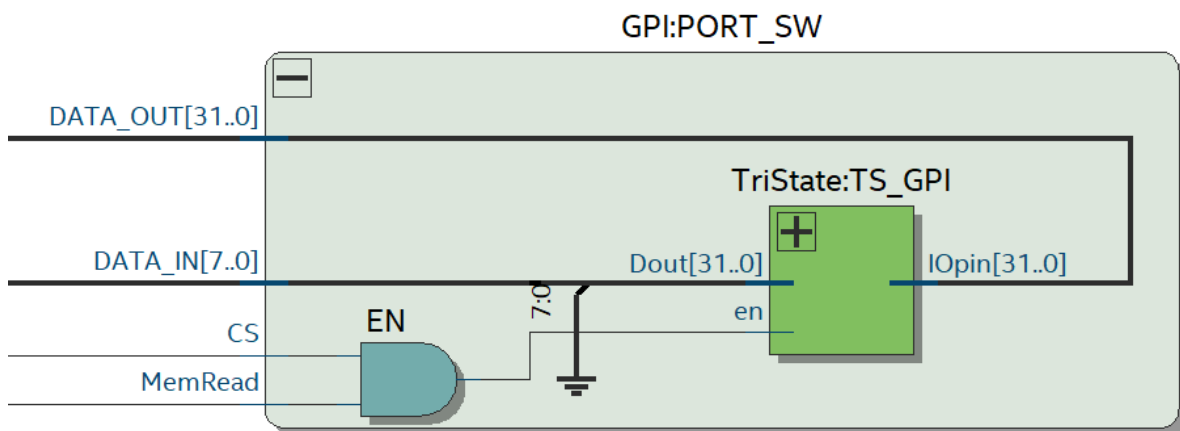 GPI:PORT_SW
DATA_OUT[31..0]
TriState:TS_GPI
DATA_IN[7..0]
Dout[31..0]
IOpin[31..0]
7:0
en
EN
CS
MemRead